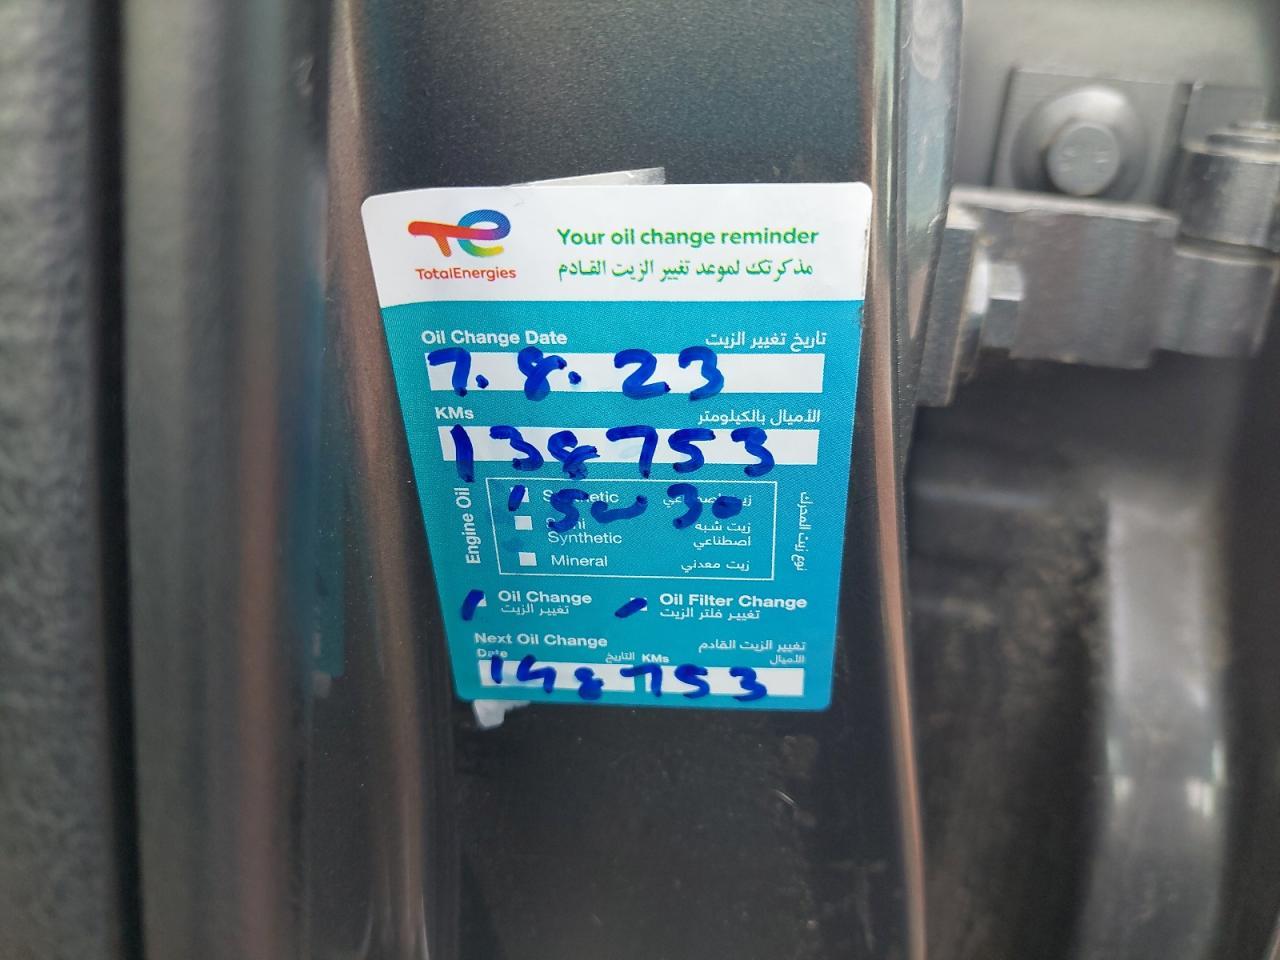 TotalEnergies
Your oil change reminder
مذكرتك لموعد تغيير الزيت القادم
Oil Change Date تاريخ تغيير الزيت
7.8.23
KMs الأميال بالكيلومتر
138753
Engine Oil
Synthetic زيت اصطناعي
15w30
Semi زيت شبه
Synthetic اصطناعي
Mineral زيت معدني
نوع زيت المحرك
Oil Change Oil Filter Change
تغيير الزيت تغيير فلتر الزيت
Next Oil Change تغيير الزيت القادم
Date التاريخ KMs الأميال
148753